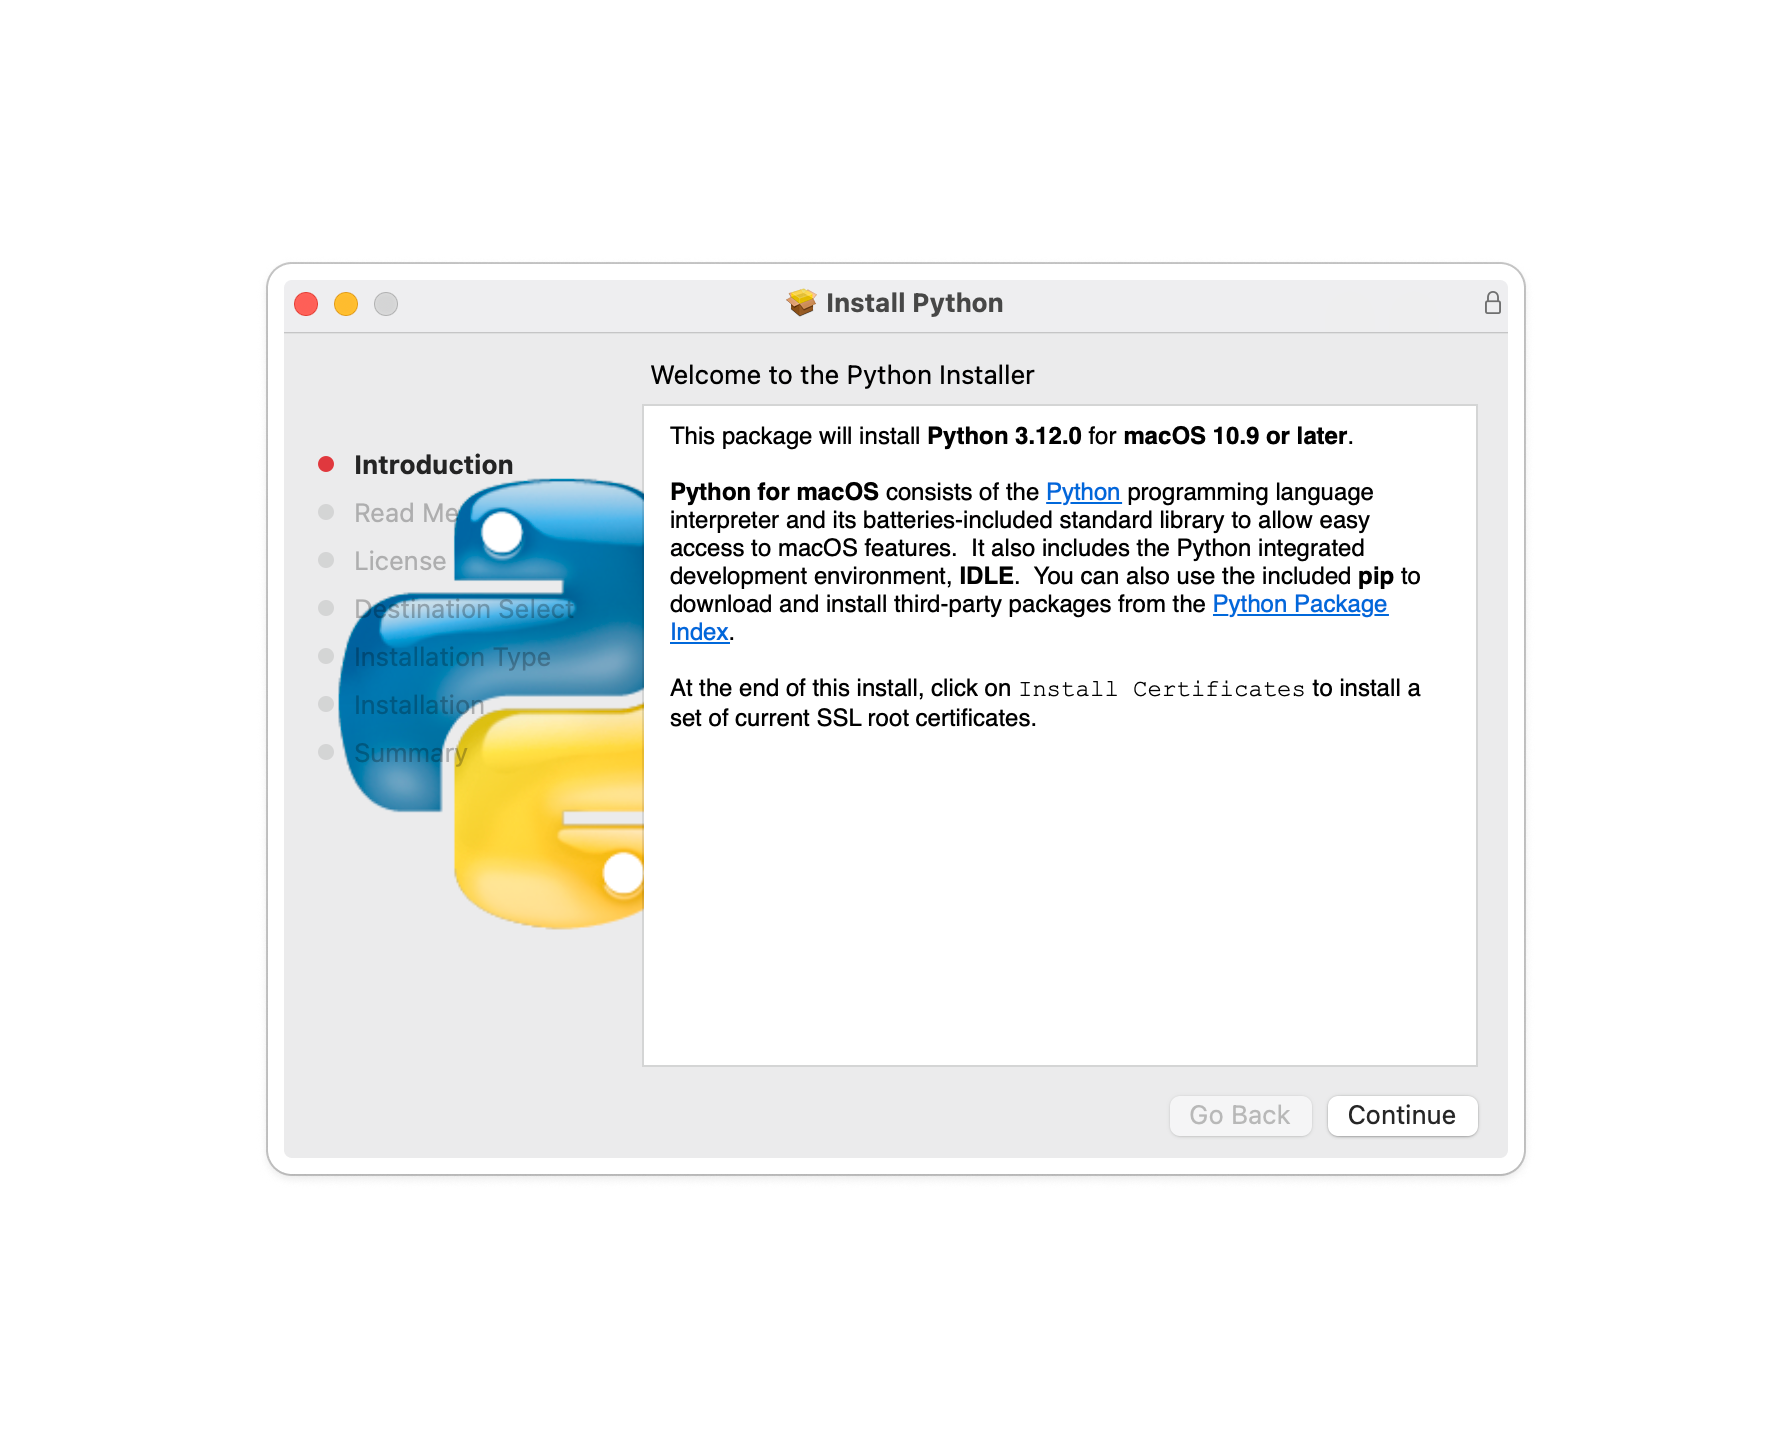 Install Python
Welcome to the Python Installer
Introduction
Read Me
License
Destination Select
Installation Type
Installation
Summary
This package will install Python 3.12.0 for macOS 10.9 or later.
Python for macOS consists of the Python programming language
interpreter and its batteries-included standard library to allow easy
access to macOS features.  It also includes the Python integrated
development environment, IDLE.  You can also use the included pip to
download and install third-party packages from the Python Package
Index.
At the end of this install, click on Install Certificates to install a
set of current SSL root certificates.
Go Back
Continue